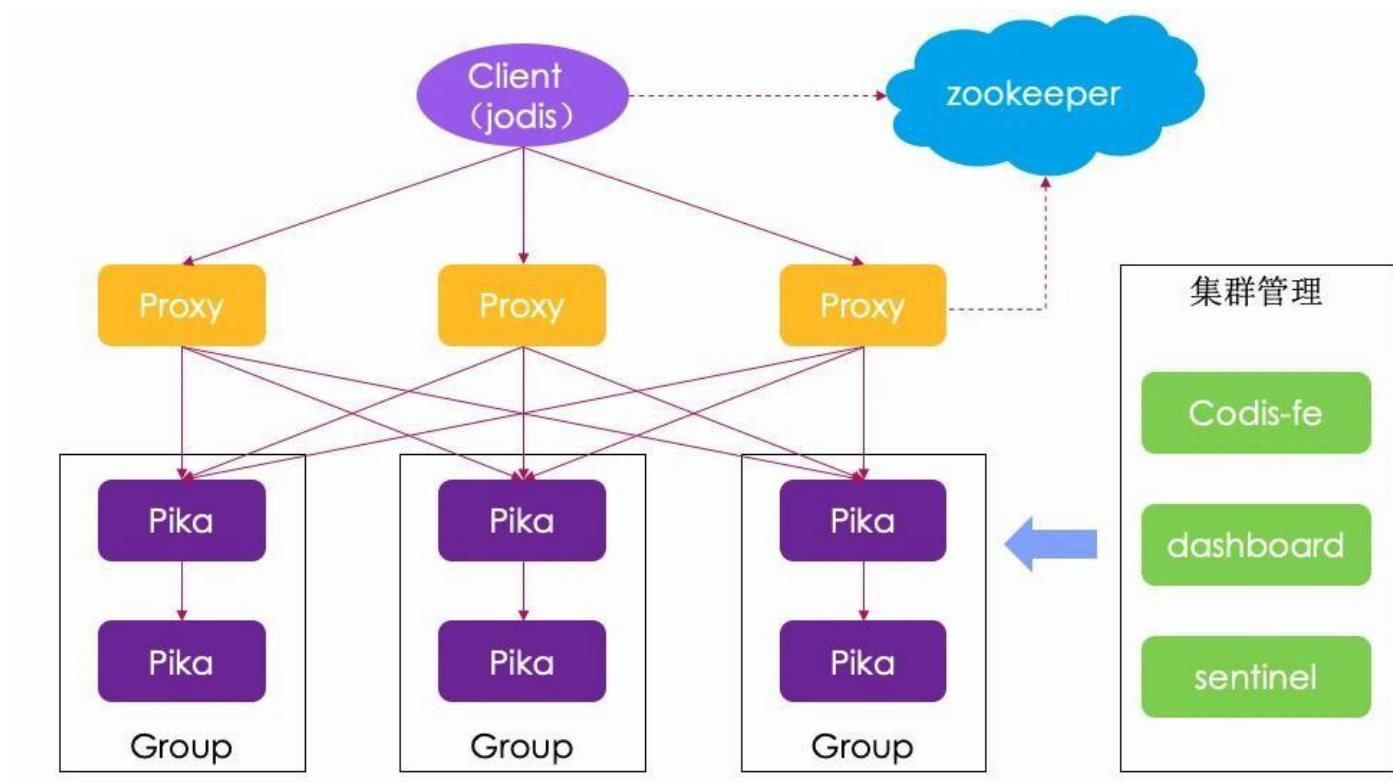 Client
（jodis）
zookeeper
Proxy
Proxy
Proxy
集群管理
Codis-fe
dashboard
sentinel
Pika
Pika
Pika
Pika
Pika
Pika
Group
Group
Group